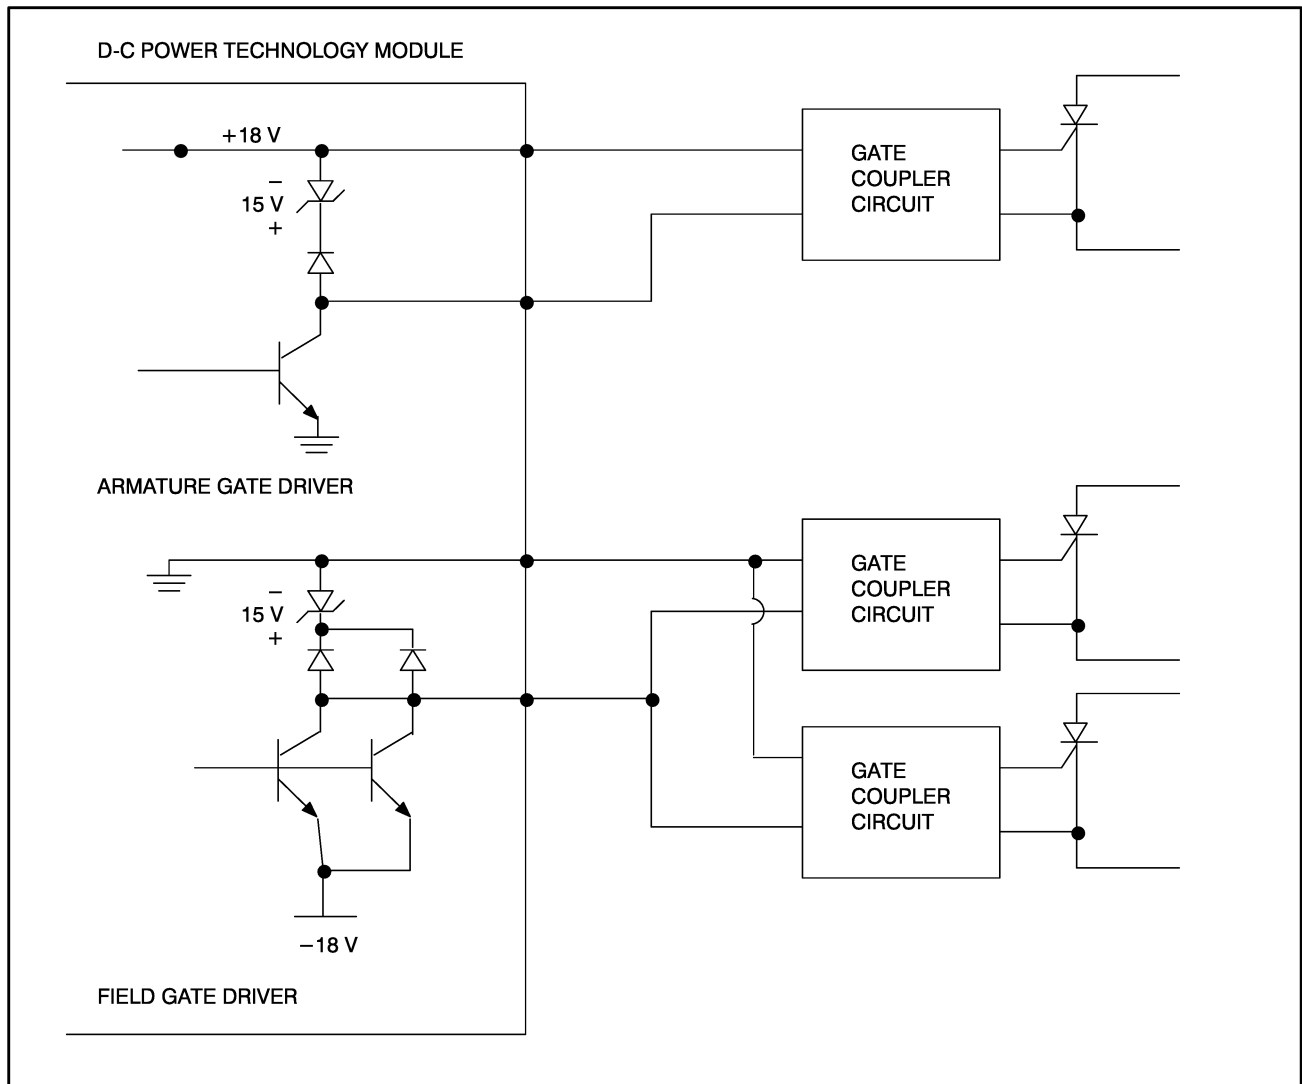 D-C POWER TECHNOLOGY MODULE
+18 V
−
15 V
+
GATE
COUPLER
CIRCUIT
ARMATURE GATE DRIVER
−
15 V
+
GATE
COUPLER
CIRCUIT
GATE
COUPLER
CIRCUIT
−18 V
FIELD GATE DRIVER